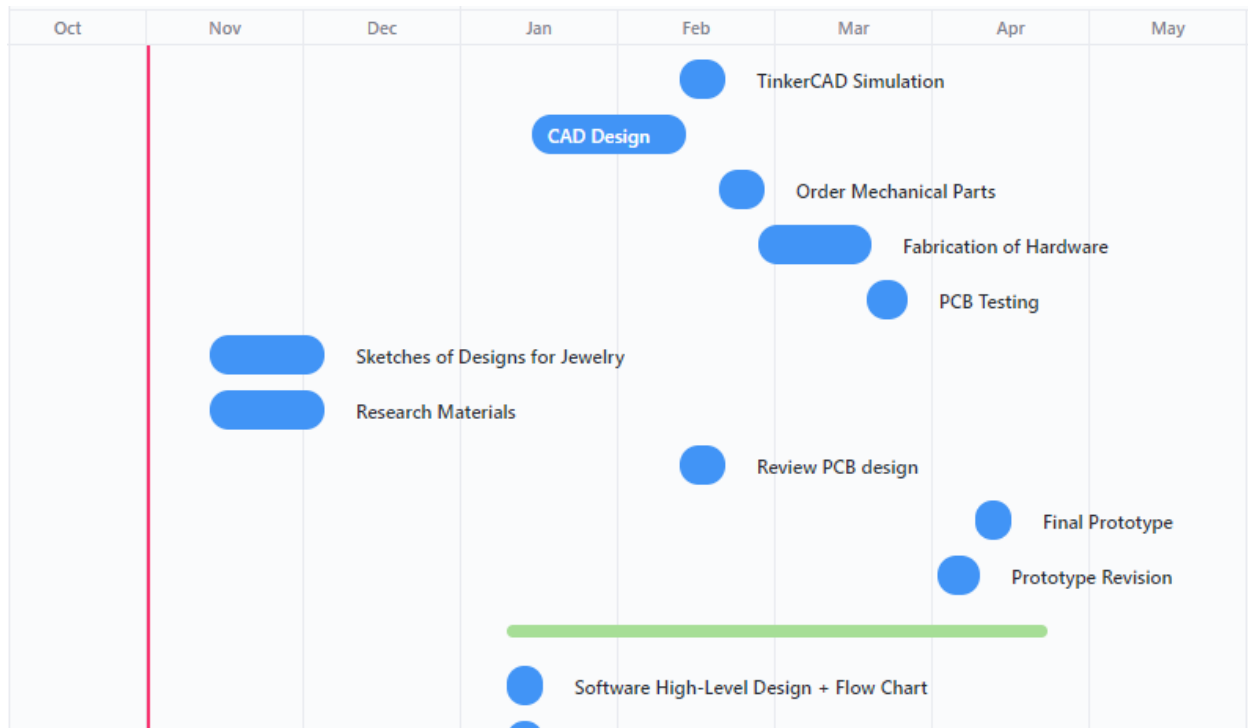 Oct Nov Dec Jan Feb Mar Apr May
TinkerCAD Simulation
CAD Design
Order Mechanical Parts
Fabrication of Hardware
PCB Testing
Sketches of Designs for Jewelry
Research Materials
Review PCB design
Final Prototype
Prototype Revision
Software High-Level Design + Flow Chart